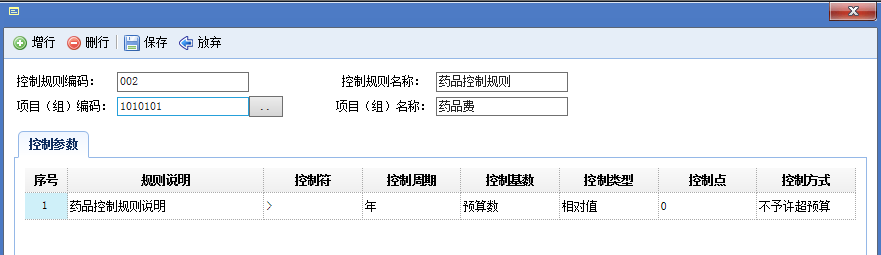 增行 删行 保存 放弃
控制规则编码： 002 控制规则名称： 药品控制规则
项目（组）编码： 1010101 .. 项目（组）名称： 药品费
控制参数
序号 规则说明 控制符 控制周期 控制基数 控制类型 控制点 控制方式
1 药品控制规则说明 > 年 预算数 相对值 0 不予许超预算